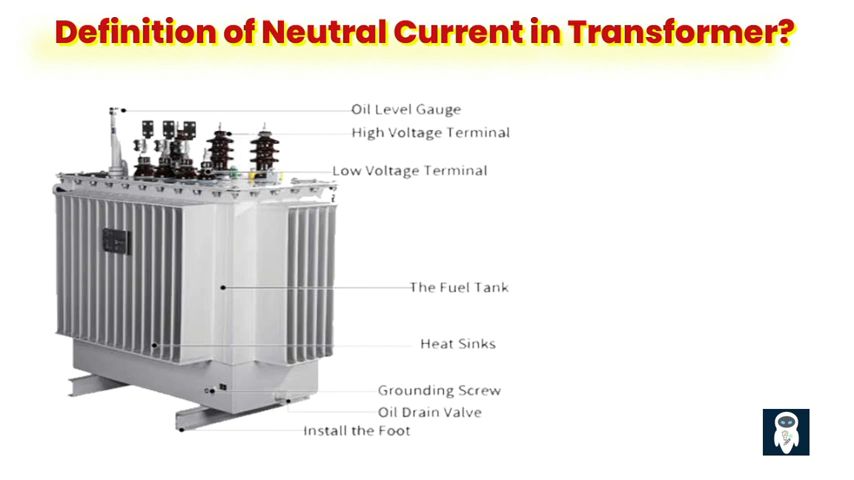 Definition of Neutral Current in Transformer?
Oil Level Gauge
High Voltage Terminal
Low Voltage Terminal
The Fuel Tank
Heat Sinks
Grounding Screw
Oil Drain Valve
Install the Foot